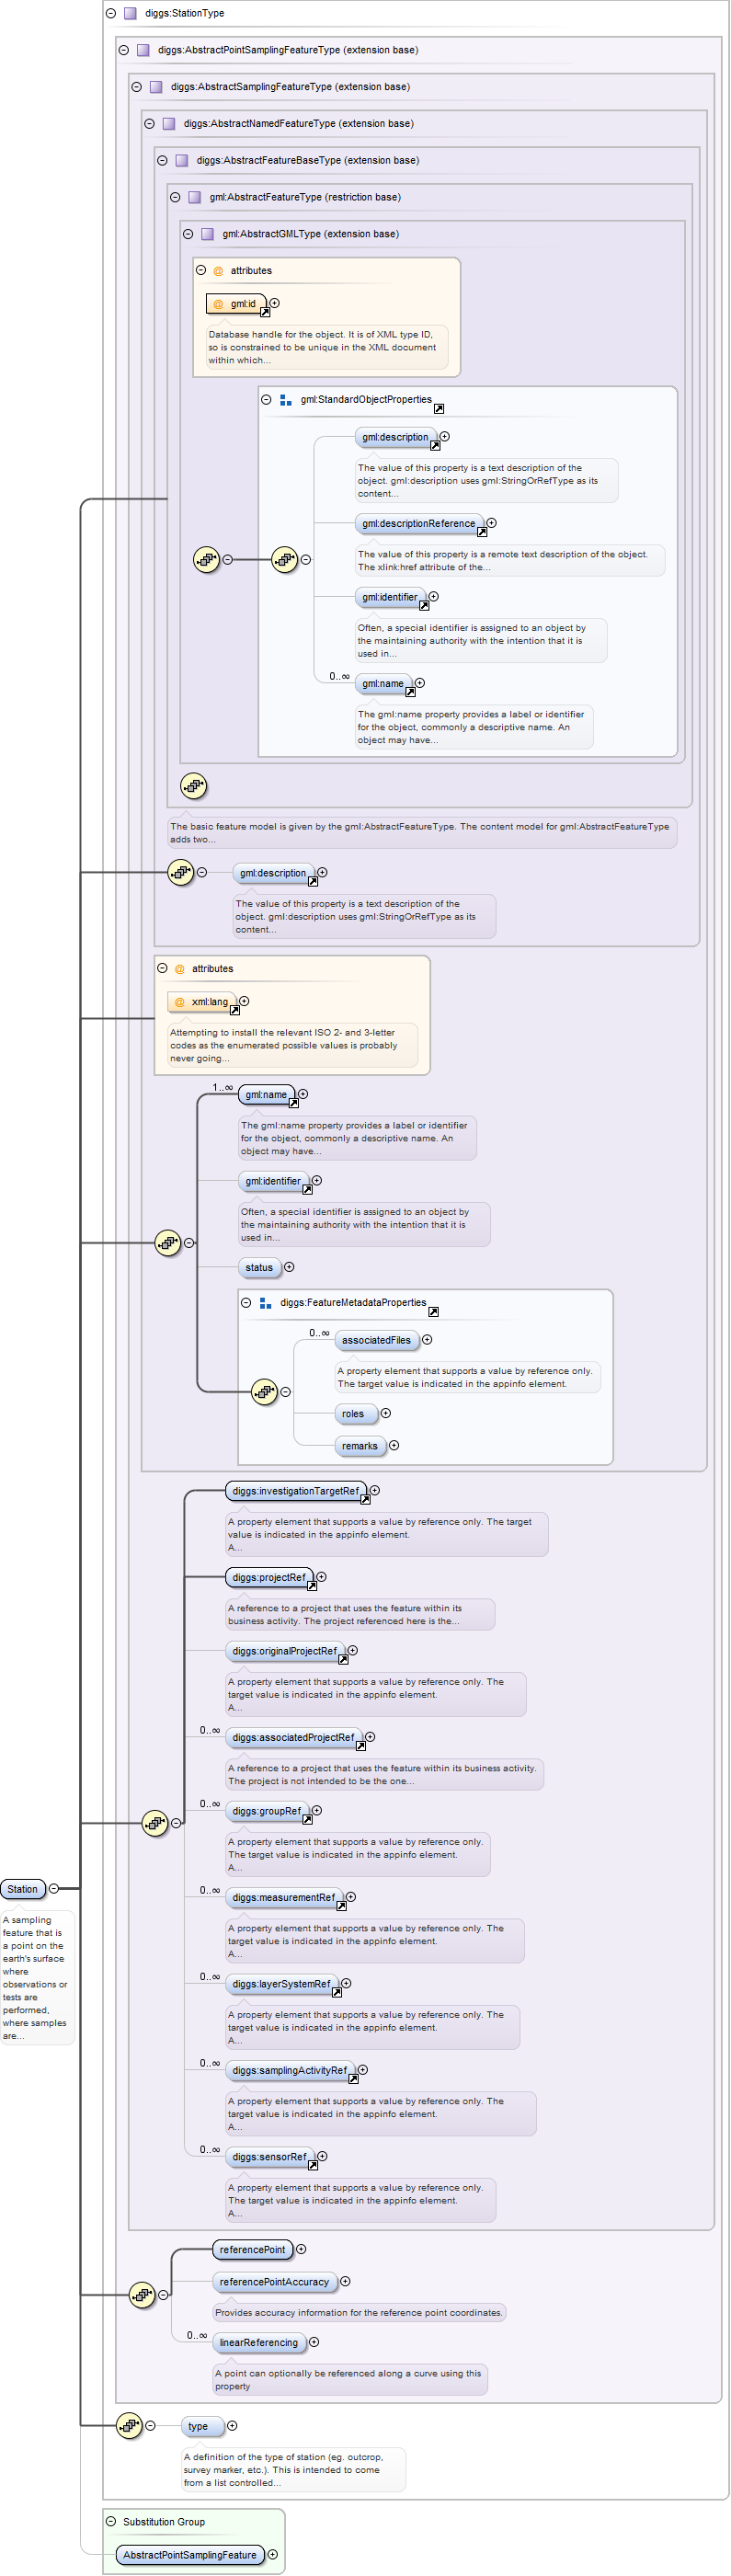 diggs:StationType
diggs:AbstractPointSamplingFeatureType (extension base)
diggs:AbstractSamplingFeatureType (extension base)
diggs:AbstractNamedFeatureType (extension base)
diggs:AbstractFeatureBaseType (extension base)
gml:AbstractFeatureType (restriction base)
gml:AbstractGMLType (extension base)
@ attributes
@ gml:id
Database handle for the object. It is of XML type ID,
so is constrained to be unique in the XML document
within which...
gml:StandardObjectProperties
gml:description
The value of this property is a text description of the
object. gml:description uses gml:StringOrRefType as its
content...
gml:descriptionReference
The value of this property is a remote text description of the object.
The xlink:href attribute of the...
gml:identifier
Often, a special identifier is assigned to an object by
the maintaining authority with the intention that it is
used in...
0..∞
gml:name
The gml:name property provides a label or identifier
for the object, commonly a descriptive name. An
object may have...
The basic feature model is given by the gml:AbstractFeatureType. The content model for gml:AbstractFeatureType
adds two...
gml:description
The value of this property is a text description of the
object. gml:description uses gml:StringOrRefType as its
content...
@ attributes
@ xml:lang
Attempting to install the relevant ISO 2- and 3-letter
codes as the enumerated possible values is probably
never going...
1..∞
gml:name
The gml:name property provides a label or identifier
for the object, commonly a descriptive name. An
object may have...
gml:identifier
Often, a special identifier is assigned to an object by
the maintaining authority with the intention that it is
used in...
status
diggs:FeatureMetadataProperties
0..∞
associatedFiles
A property element that supports a value by reference only.
The target value is indicated in the appinfo element.
roles
remarks
diggs:investigationTargetRef
A property element that supports a value by reference only. The target
value is indicated in the appinfo element.
A...
diggs:projectRef
A reference to a project that uses the feature within its
business activity. The project referenced here is the...
diggs:originalProjectRef
A property element that supports a value by reference only. The
target value is indicated in the appinfo element.
A...
0..∞
diggs:associatedProjectRef
A reference to a project that uses the feature within its business activity.
The project is not intended to be the one...
0..∞
diggs:groupRef
A property element that supports a value by reference only.
The target value is indicated in the appinfo element.
A...
0..∞
diggs:measurementRef
A property element that supports a value by reference only. The
target value is indicated in the appinfo element.
A...
0..∞
diggs:layerSystemRef
A property element that supports a value by reference only. The
target value is indicated in the appinfo element.
A...
0..∞
diggs:samplingActivityRef
A property element that supports a value by reference only. The
target value is indicated in the appinfo element.
A...
0..∞
diggs:sensorRef
A property element that supports a value by reference only.
The target value is indicated in the appinfo element.
A...
Station
A sampling
feature that is
a point on the
earth's surface
where
observations or
tests are
performed,
where samples
are...
referencePoint
referencePointAccuracy
Provides accuracy information for the reference point coordinates.
0..∞
linearReferencing
A point can optionally be referenced along a curve using this
property
type
A definition of the type of station (eg. outcrop,
survey marker, etc.). This is intended to come
from a list controlled...
Substitution Group
AbstractPointSamplingFeature